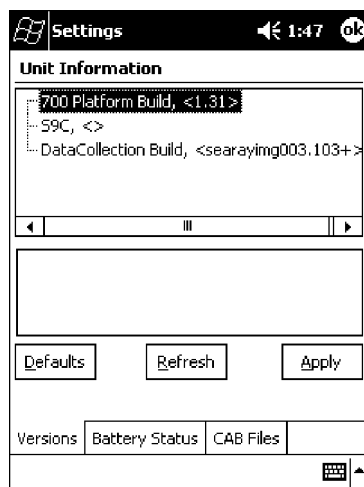 Settings 1:47 ok
Unit Information
700 Platform Build, <1.31>
S9C, <>
DataCollection Build, <searayimg003.103+>
Defaults Refresh Apply
Versions Battery Status CAB Files